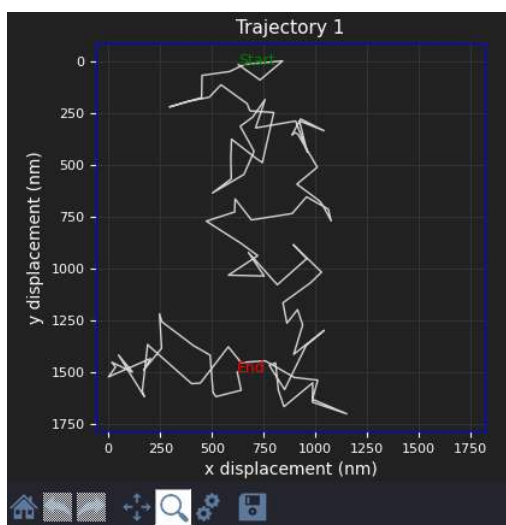 Trajectory 1
Start
0
250
500
750
1000
1250
1500
1750
y displacement (nm)
End
0 250 500 750 1000 1250 1500 1750
x displacement (nm)